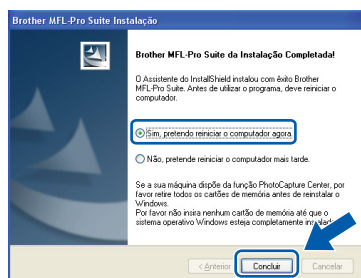 Brother MFL-Pro Suite Instalação
Brother MFL-Pro Suite da Instalação Completada!
O Assistente do InstallShield instalou com êxito Brother
MFL-Pro Suite. Antes de utilizar o programa, deve reiniciar o
computador.
Sim, pretendo reiniciar o computador agora.
Não, pretende reiniciar o computador mais tarde.
Se a sua máquina dispõe da função PhotoCapture Center, por
favor retire todos os cartões de memória antes de reinstalar o
Windows.
Por favor não insira nenhum cartão de memória até que o
sistema operativo Windows esteja completamente
< Anterior Concluir Cancelar